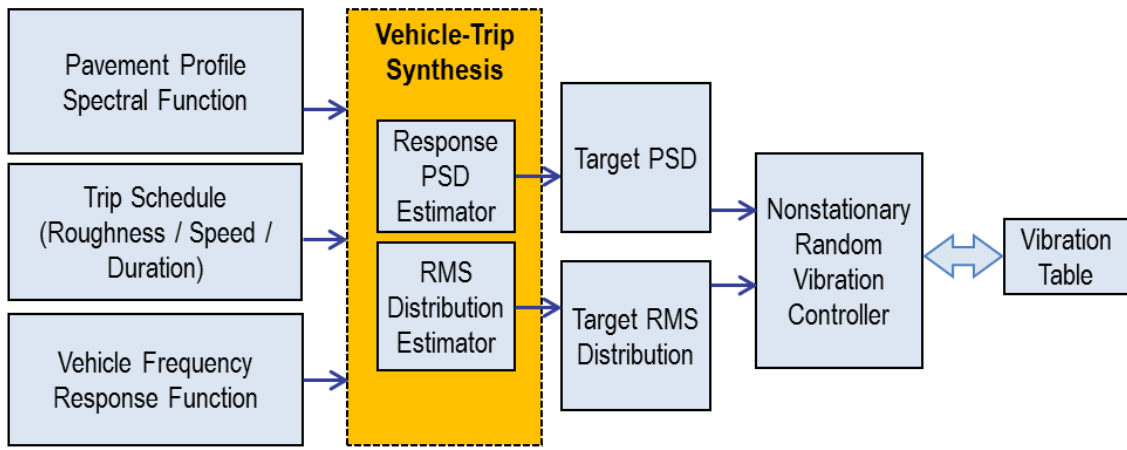 Pavement Profile
Spectral Function
Trip Schedule
(Roughness / Speed /
Duration)
Vehicle Frequency
Response Function
Vehicle-Trip
Synthesis
Response
PSD
Estimator
RMS
Distribution
Estimator
Target PSD
Target RMS
Distribution
Nonstationary
Random
Vibration
Controller
Vibration
Table